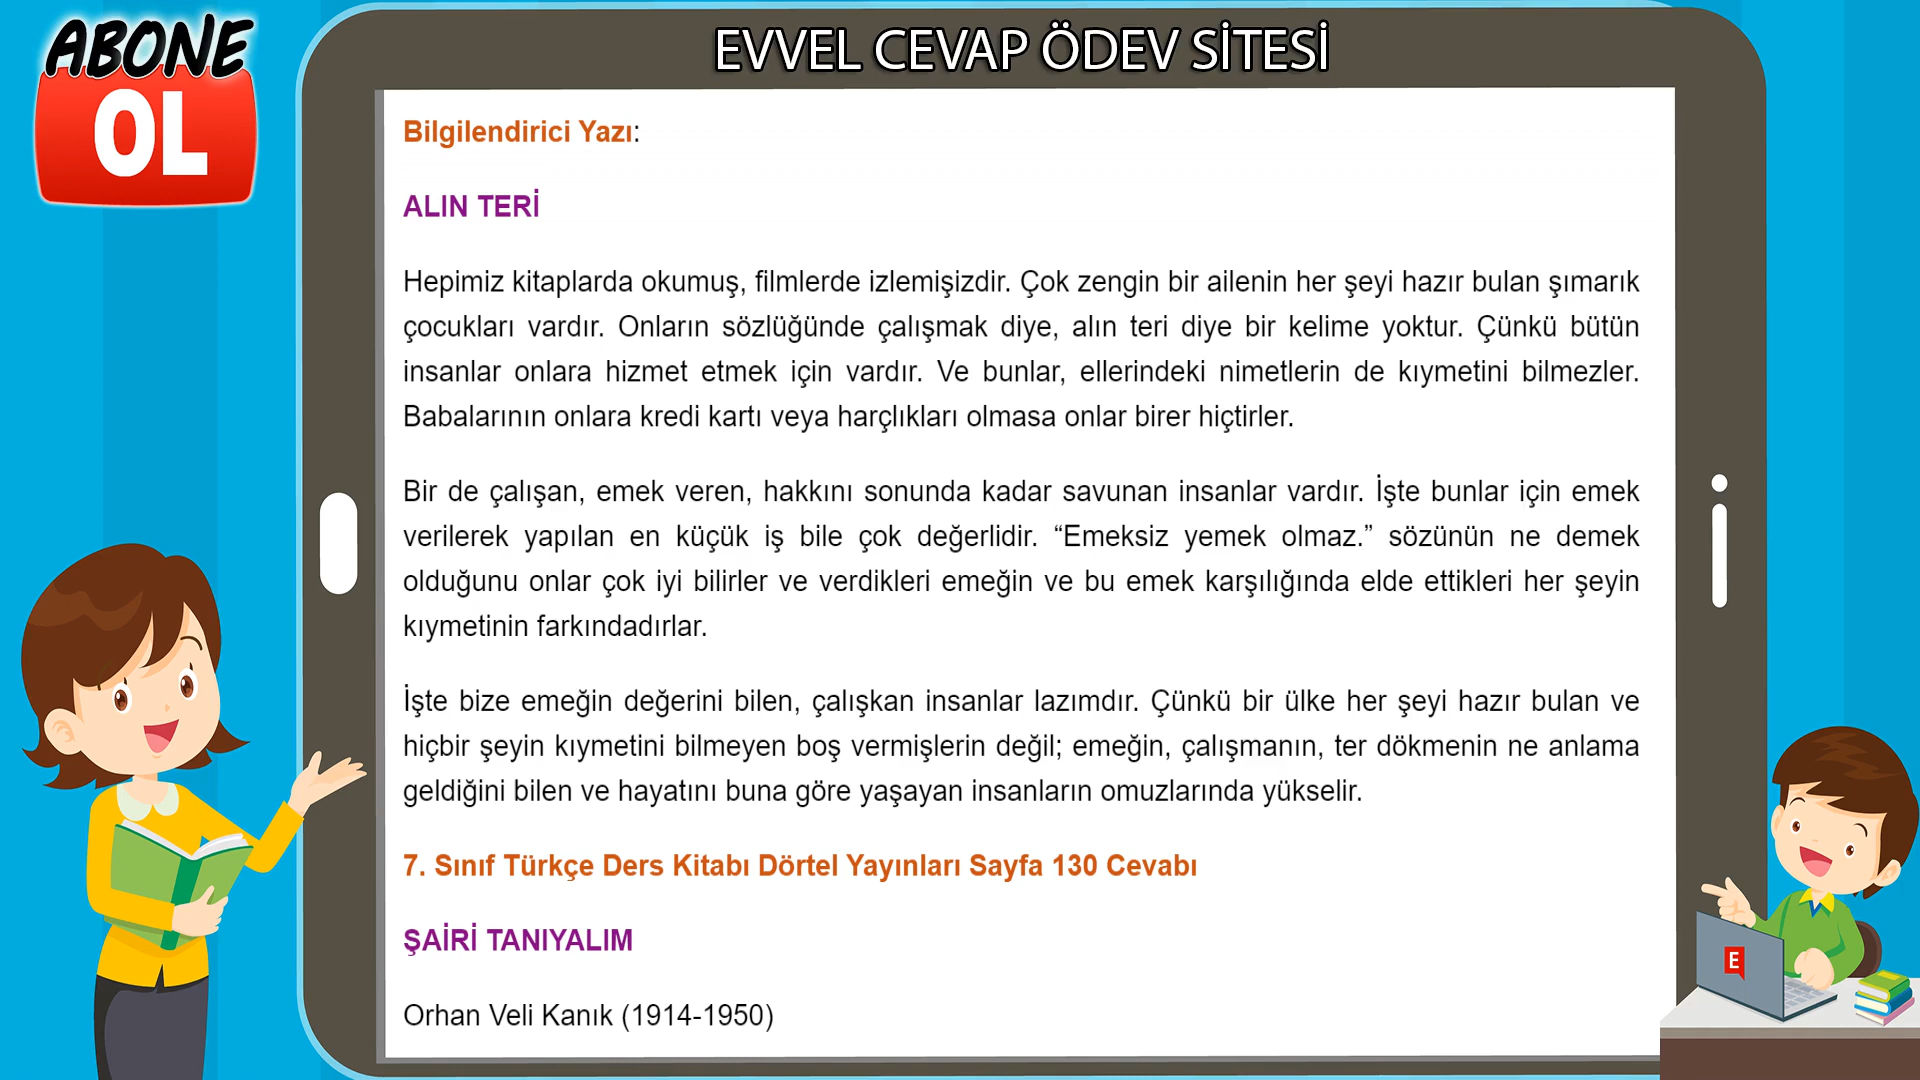 ABONE
OL
EVVEL CEVAP ÖDEV SİTESİ
Bilgilendirici Yazı:
ALIN TERİ
Hepimiz kitaplarda okumuş, filmlerde izlemişizdir. Çok zengin bir ailenin her şeyi hazır bulan şımarık
çocukları vardır. Onların sözlüğünde çalışmak diye, alın teri diye bir kelime yoktur. Çünkü bütün
insanlar onlara hizmet etmek için vardır. Ve bunlar, ellerindeki nimetlerin de kıymetini bilmezler.
Babalarının onlara kredi kartı veya harçlıkları olmasa onlar birer hiçtirler.
Bir de çalışan, emek veren, hakkını sonunda kadar savunan insanlar vardır. İşte bunlar için emek
verilerek yapılan en küçük iş bile çok değerlidir. “Emeksiz yemek olmaz.” sözünün ne demek
olduğunu onlar çok iyi bilirler ve verdikleri emeğin ve bu emek karşılığında elde ettikleri her şeyin
kıymetinin farkındadırlar.
İşte bize emeğin değerini bilen, çalışkan insanlar lazımdır. Çünkü bir ülke her şeyi hazır bulan ve
hiçbir şeyin kıymetini bilmeyen boş vermişlerin değil; emeğin, çalışmanın, ter dökmenin ne anlama
geldiğini bilen ve hayatını buna göre yaşayan insanların omuzlarında yükselir.
7. Sınıf Türkçe Ders Kitabı Dörtel Yayınları Sayfa 130 Cevabı
ŞAİRİ TANIYALIM
Orhan Veli Kanık (1914-1950)
E